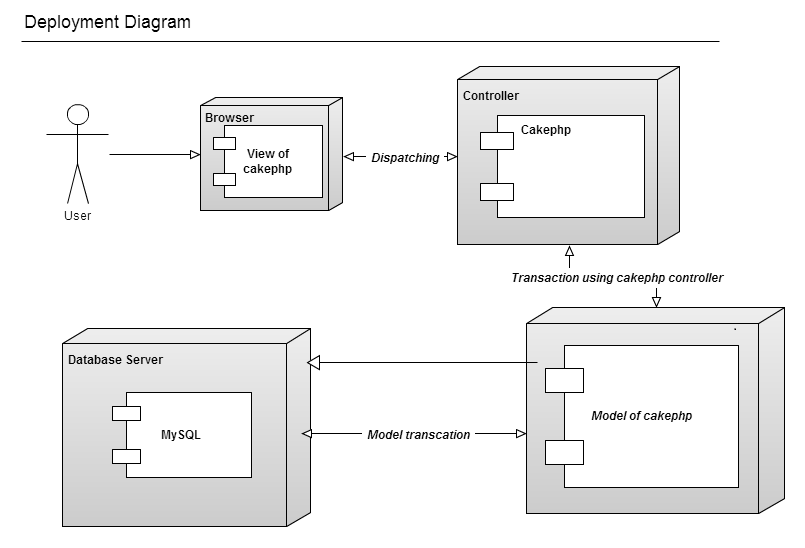 Deployment Diagram
Browser
View of
cakephp
User
Dispatching
Controller
Cakephp
Transaction using cakephp controller
Database Server
MySQL
Model transcation
Model of cakephp